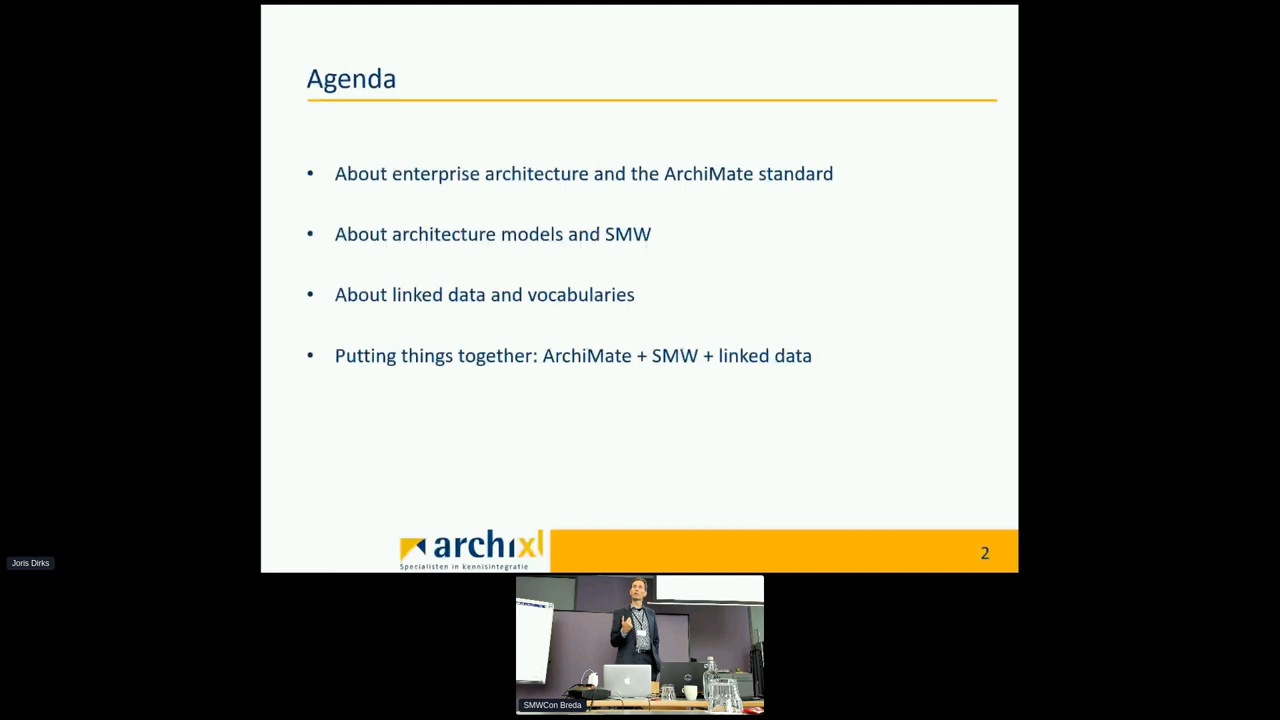 Agenda
• About enterprise architecture and the ArchiMate standard
• About architecture models and SMW
• About linked data and vocabularies
• Putting things together: ArchiMate + SMW + linked data
archixl
Specialisten in kennisintegratie
2
Joris Dirks
SMWCon Breda